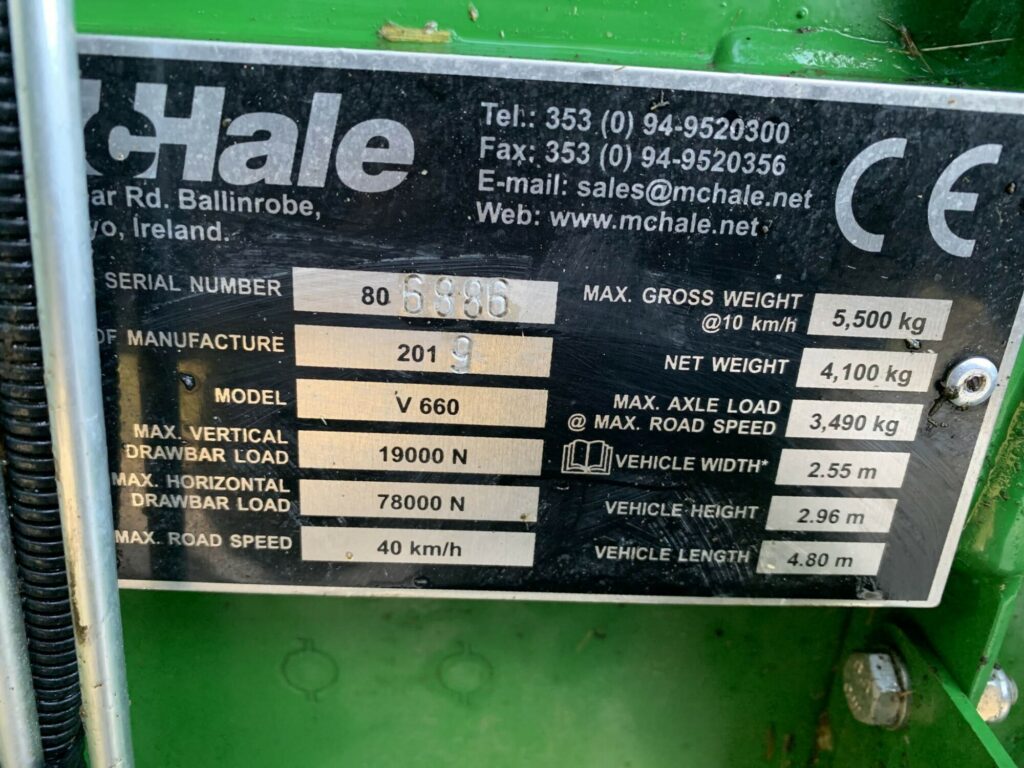 cHale
ar Rd. Ballinrobe,
yo, Ireland.
Tel.: 353 (0) 94-9520300
Fax: 353 (0) 94-9520356
E-mail: sales@mchale.net
Web: www.mchale.net
CE
SERIAL NUMBER 80
OF MANUFACTURE 2019
MODEL V 660
MAX. VERTICAL
DRAWBAR LOAD 19000 N
MAX. HORIZONTAL
DRAWBAR LOAD 78000 N
MAX. ROAD SPEED 40 km/h
MAX. GROSS WEIGHT
@10 km/h 5,500 kg
NET WEIGHT 4,100 kg
MAX. AXLE LOAD
@ MAX. ROAD SPEED 3,490 kg
VEHICLE WIDTH* 2.55 m
VEHICLE HEIGHT 2.96 m
VEHICLE LENGTH 4.80 m